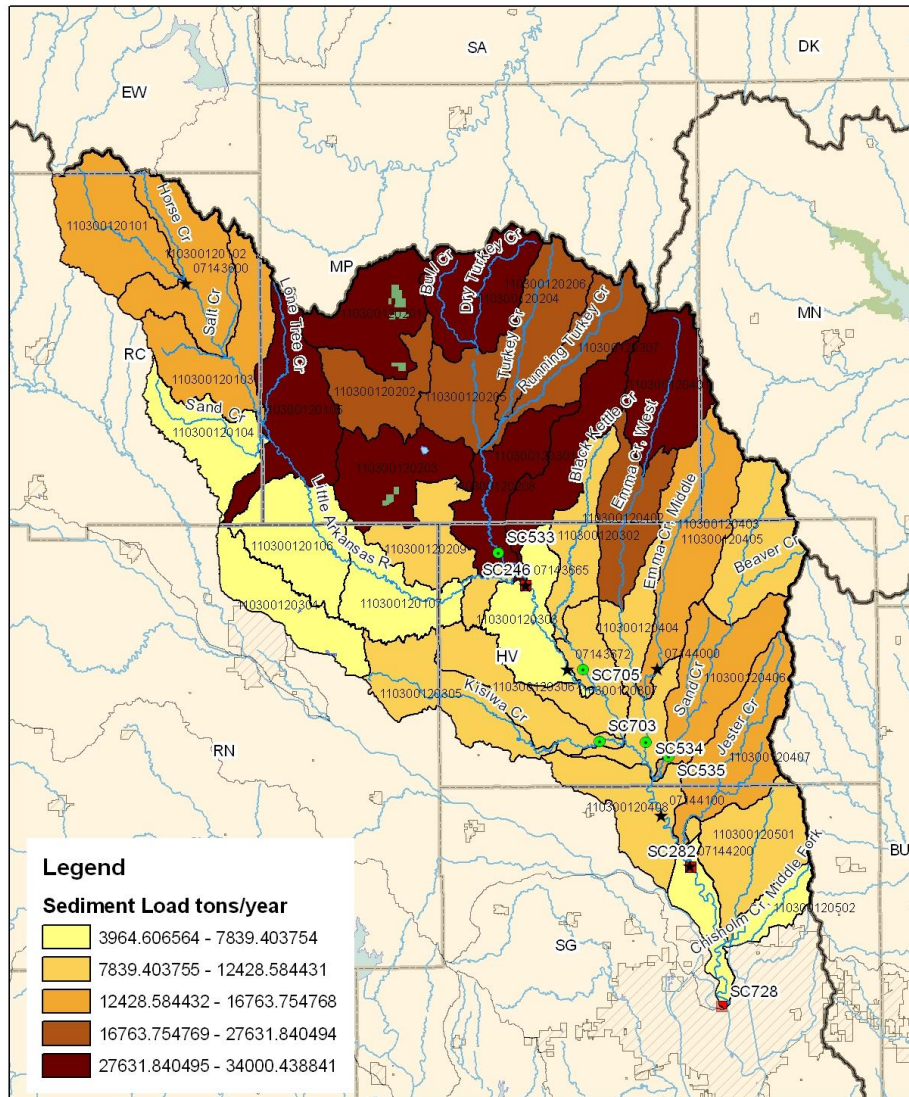 SA
DK
EW
Horse Cr
110300120101
110300120102
07143600
MP
Bull Cr
Dry Turkey Cr
110300120206
110300120204
MN
Salt Cr
Lone Tree Cr
Turkey Cr
Running Turkey Cr
RC
110300120103
110300120202
110300120205
Sand Cr
110300120105
110300120104
Black Kettle Cr
Emma Cr, West
110300120203
Little Arkansas R
Emma Cr, Middle
110300120403
110300120302
110300120405
Beaver Cr
SC533
110300120106
110300120209
SC246
07143665
110300120304
110300120107
110300120303
110300120404
HV
07143672
07144000
SC705
110300120406
110300120305
110300120306
110300120307
Kisiwa Cr
Sand Cr
Jester Cr
SC703
SC534
SC535
110300120407
RN
110300120408
07144100
110300120501
BU
SC282
07144200
Chisholm Cr, Middle Fork
110300120502
SG
SC728
Legend
Sediment Load tons/year
3964.606564 - 7839.403754
7839.403755 - 12428.584431
12428.584432 - 16763.754768
16763.754769 - 27631.840494
27631.840495 - 34000.438841